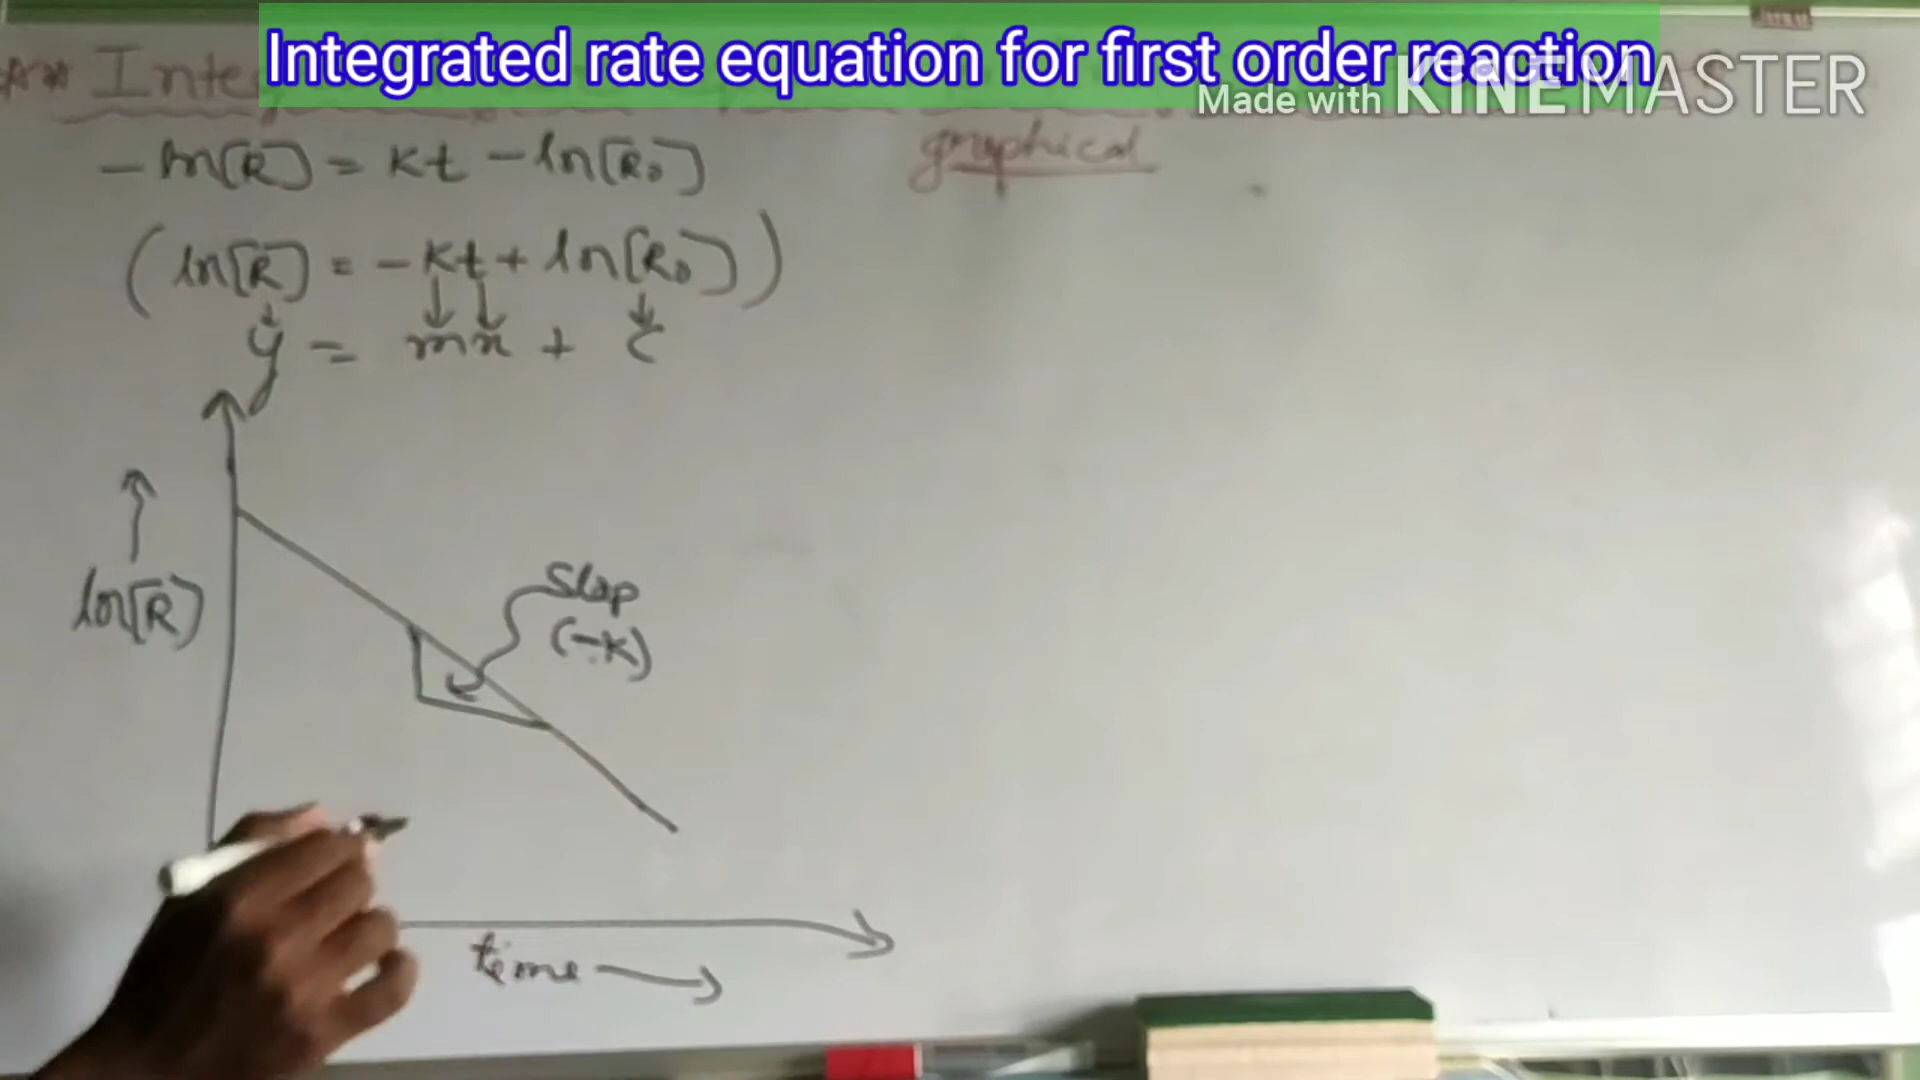 Integrated rate equation for first order reaction
Made with KINEMASTER
** Inte
graphical
- ln[R] = Kt - ln[R₀]
(ln[R] = -Kt + ln[R₀])
y = mx + c
ln[R]
Slop
(-K)
time